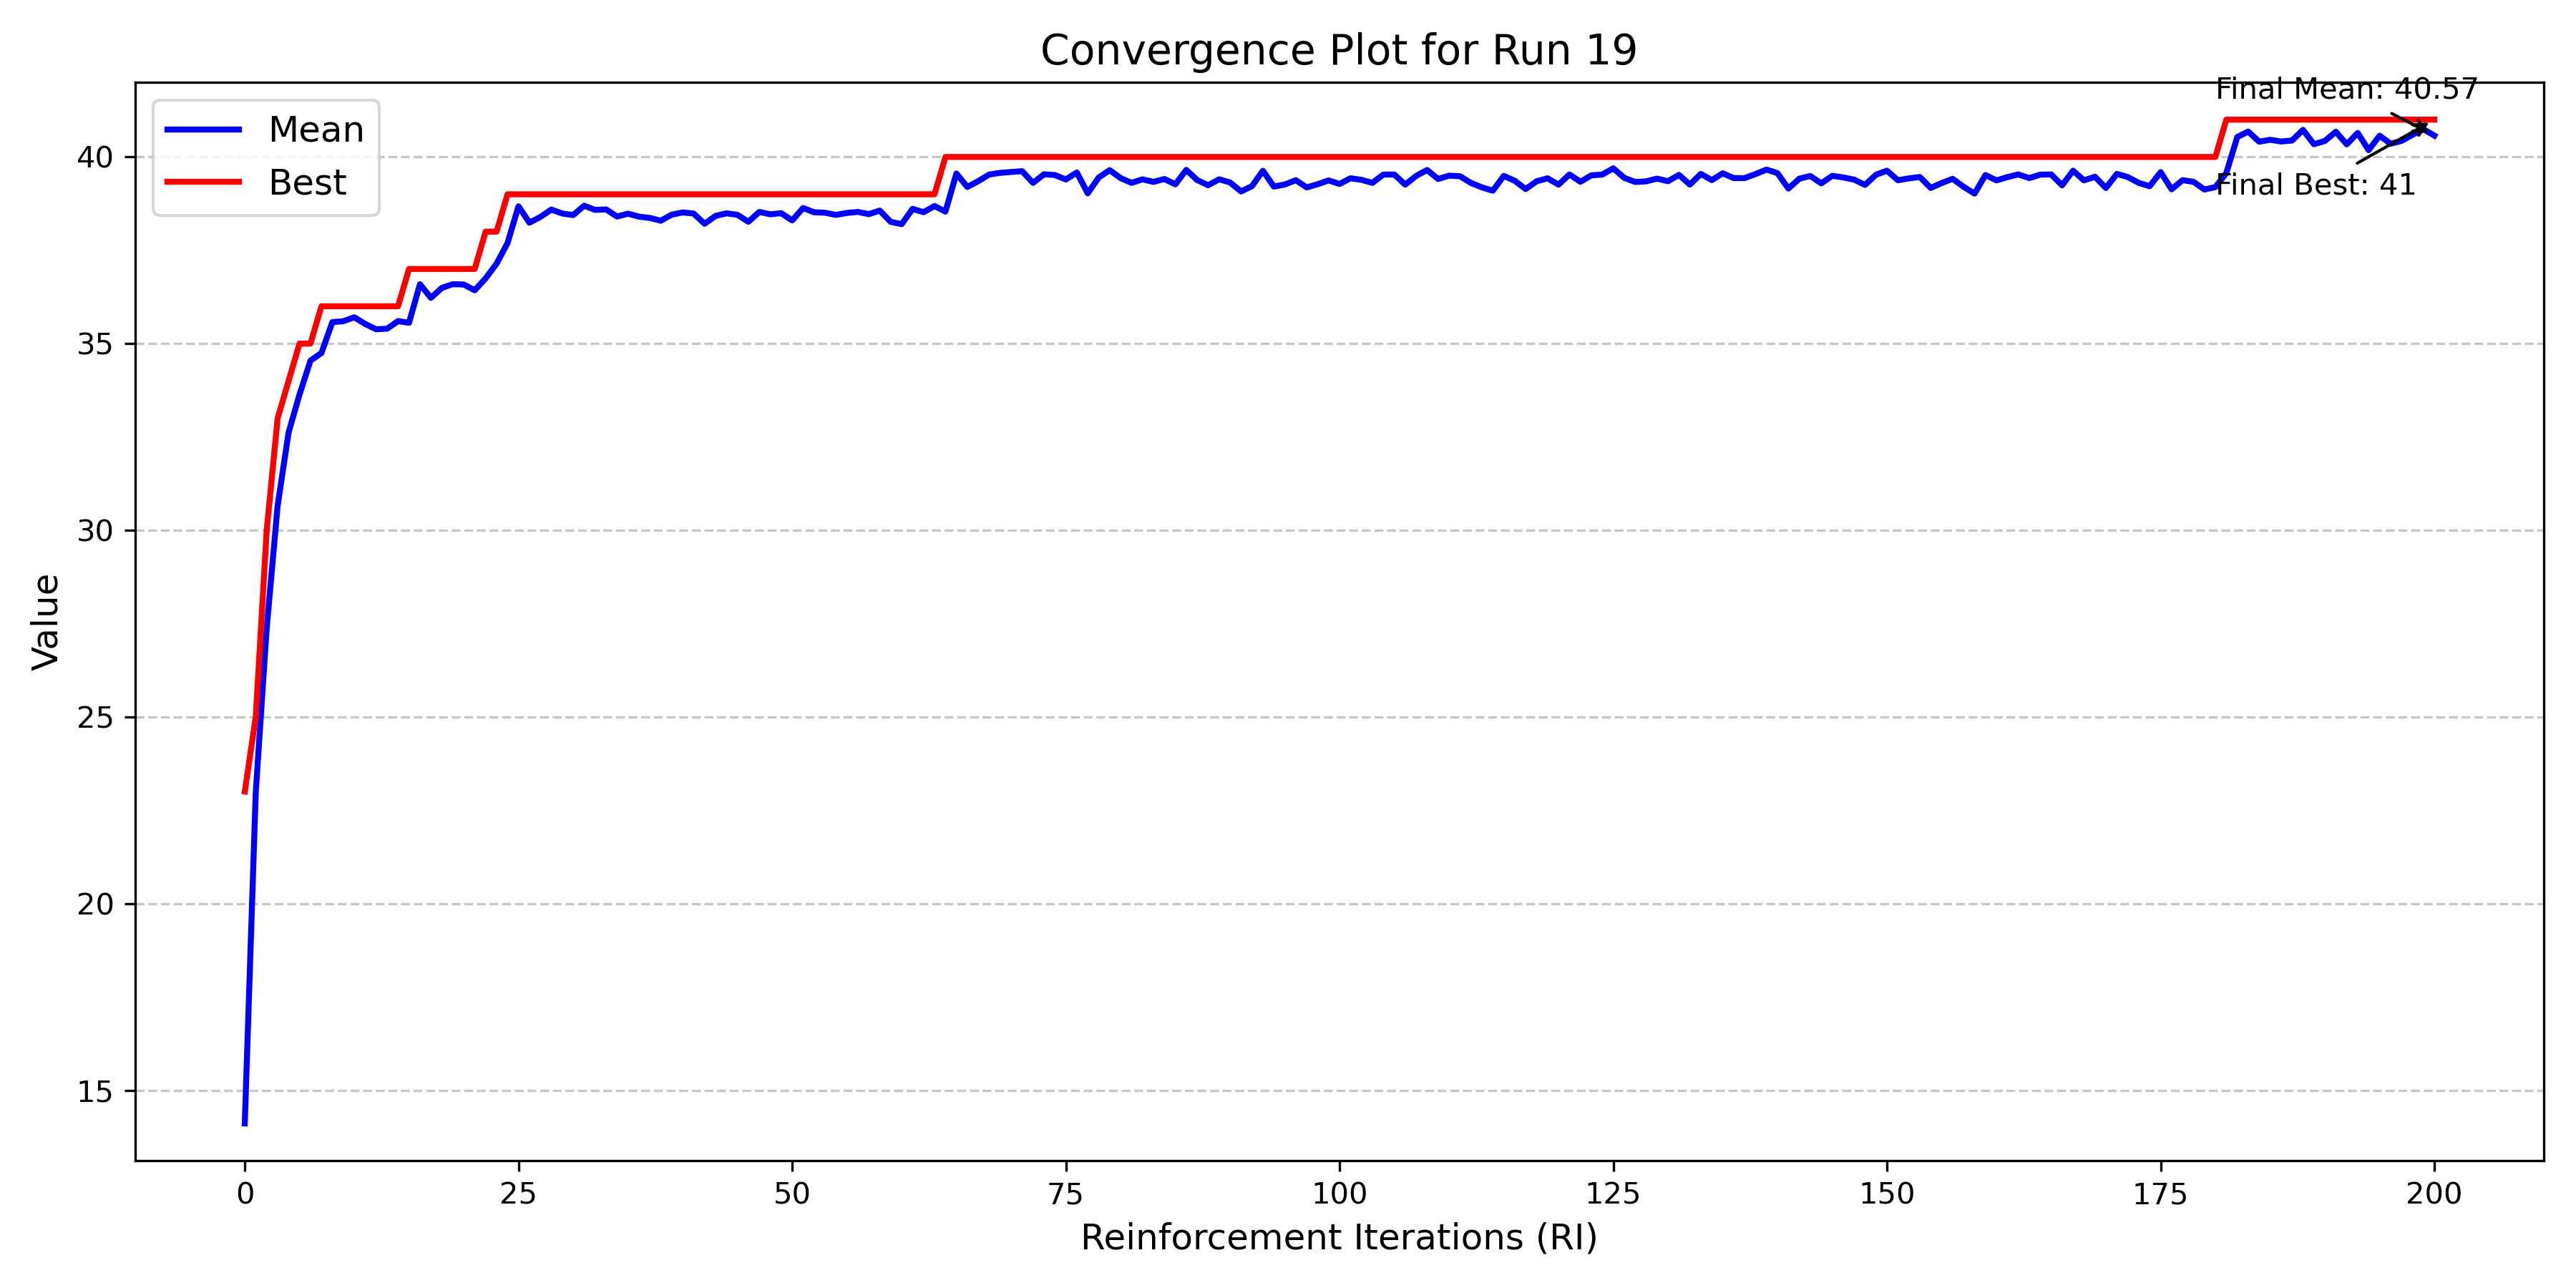 Convergence Plot for Run 19
Final Mean: 40.57
Mean
Best
Final Best: 41
40
35
30
25
20
15
Value
0 25 50 75 100 125 150 175 200
Reinforcement Iterations (RI)